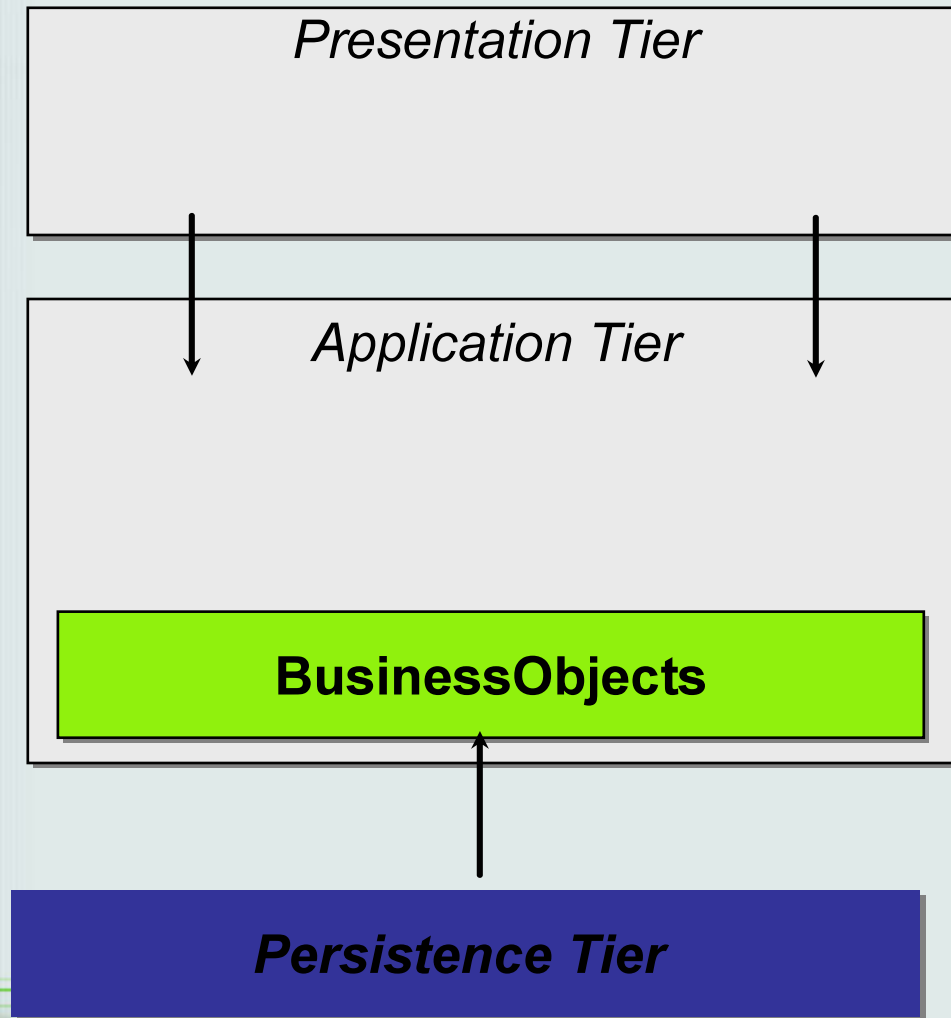 Presentation Tier
Application Tier
BusinessObjects
Persistence Tier